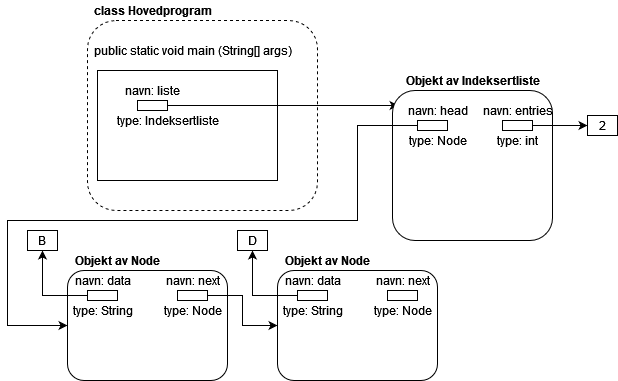 class Hovedprogram
public static void main (String[] args)
navn: liste
type: Indeksertliste
Objekt av Indeksertliste
navn: head navn: entries
type: Node type: int
2
B
D
Objekt av Node
navn: data navn: next
type: String type: Node
Objekt av Node
navn: data navn: next
type: String type: Node